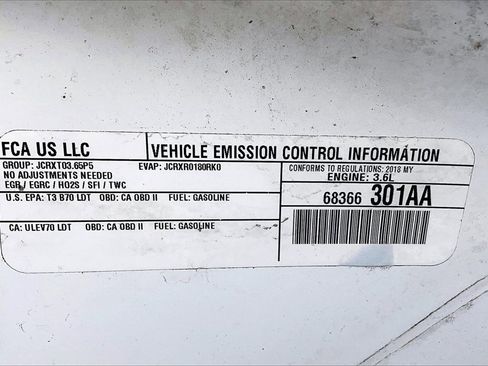 FCA US LLC
VEHICLE EMISSION CONTROL INFORMATION
GROUP: JCRXT03.65P5 EVAP: JCRXR0180RK0
NO ADJUSTMENTS NEEDED
EGR / EGRC / HO2S / SFI / TWC
CONFORMS TO REGULATIONS: 2018 MY
ENGINE: 3.6L
U.S. EPA: T3 B70 LDT OBD: CA OBD II FUEL: GASOLINE
68366 301AA
CA: ULEV70 LDT OBD: CA OBD II FUEL: GASOLINE